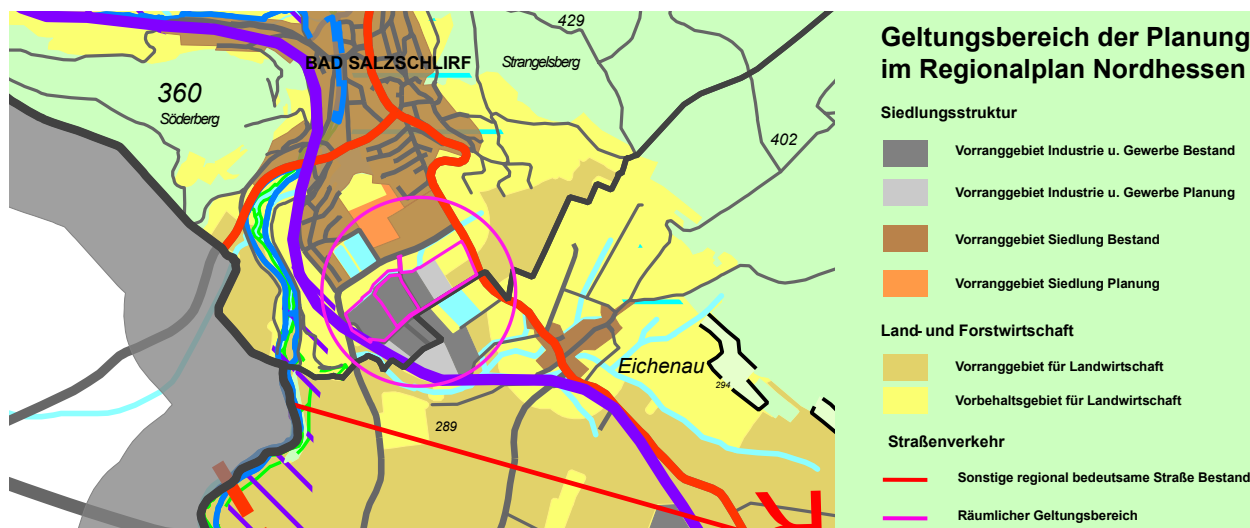 429
BAD SALZSCHLIRF
Strangelsberg
360
Söderberg
402
Eichenau
294
289
Geltungsbereich der Planung
im Regionalplan Nordhessen
Siedlungsstruktur
Vorranggebiet Industrie u. Gewerbe Bestand
Vorranggebiet Industrie u. Gewerbe Planung
Vorranggebiet Siedlung Bestand
Vorranggebiet Siedlung Planung
Land- und Forstwirtschaft
Vorranggebiet für Landwirtschaft
Vorbehaltsgebiet für Landwirtschaft
Straßenverkehr
Sonstige regional bedeutsame Straße Bestand
Räumlicher Geltungsbereich